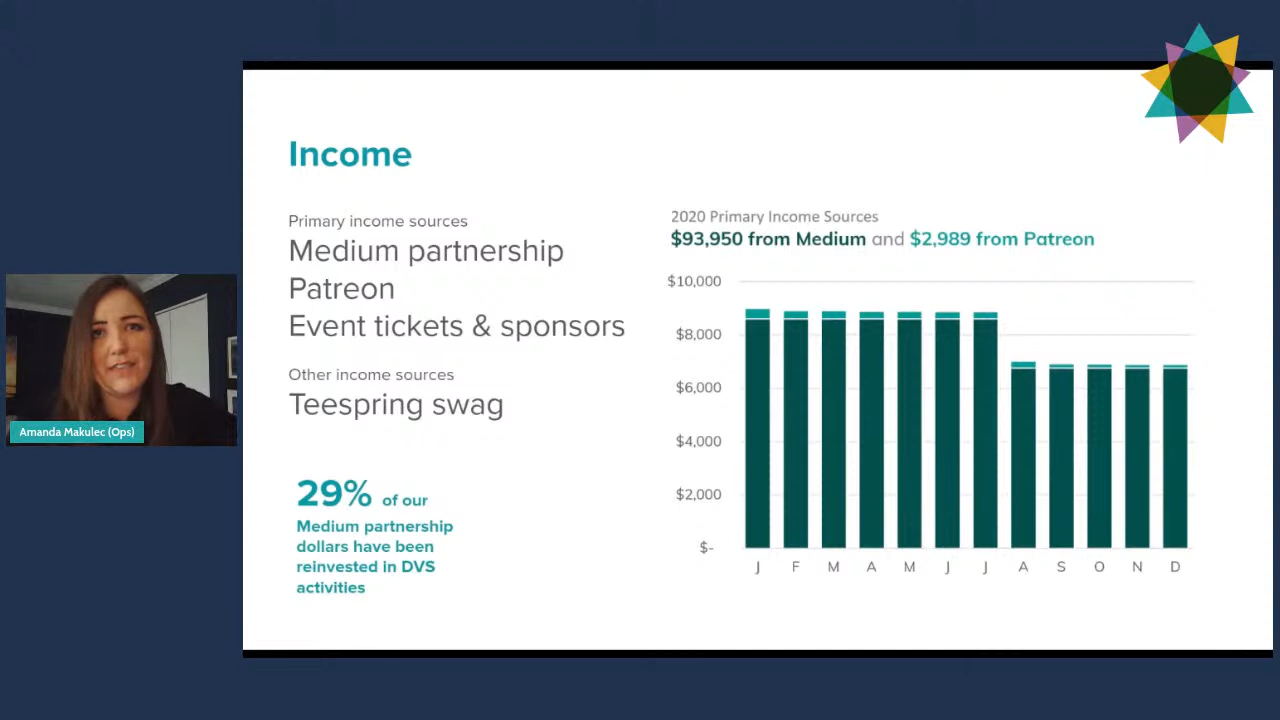 Income
Primary income sources
Medium partnership
Patreon
Event tickets & sponsors
Other income sources
Teespring swag
29% of our
Medium partnership
dollars have been
reinvested in DVS
activities
2020 Primary Income Sources
$93,950 from Medium and $2,989 from Patreon
$10,000
$8,000
$6,000
$4,000
$2,000
$-
J F M A M J J A S O N D
Amanda Makulec (Ops)